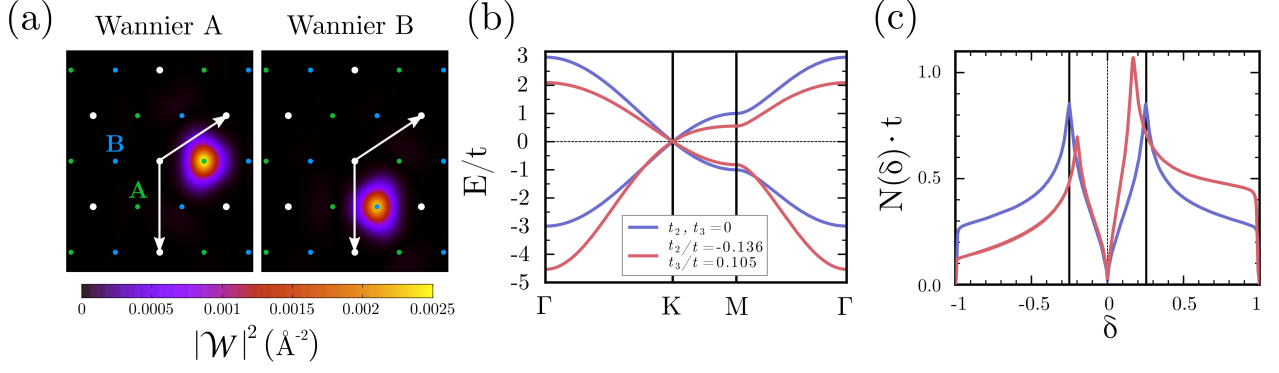 (a)
Wannier A
Wannier B
B
A
0
0.0005
0.001
0.0015
0.002
0.0025
|𝒲|² (Å⁻²)
(b)
E/t
3
2
1
0
-1
-2
-3
-4
-5
t₂, t₃=0
t₂/t=-0.136
t₃/t=0.105
Γ
K
M
Γ
(c)
N(δ)·t
1.0
0.5
0.0
-1
-0.5
0
0.5
1
δ